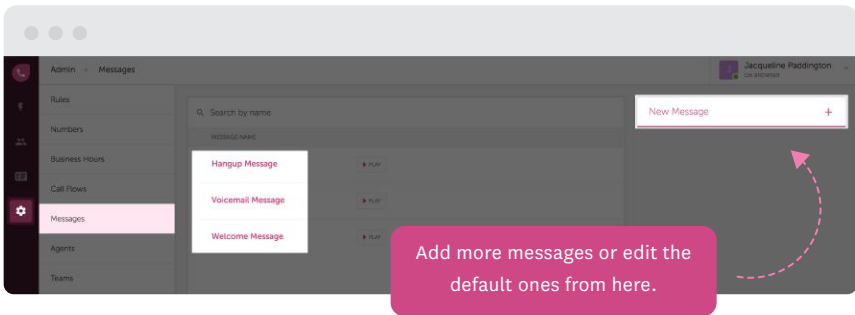 Admin > Messages
Jacqueline Paddington
ON BROWSER
Rules
Numbers
Business Hours
Call Flows
Messages
Agents
Teams
Search by name
MESSAGE NAME
Hangup Message
PLAY
Voicemail Message
PLAY
Welcome Message
PLAY
New Message +
Add more messages or edit the
default ones from here.